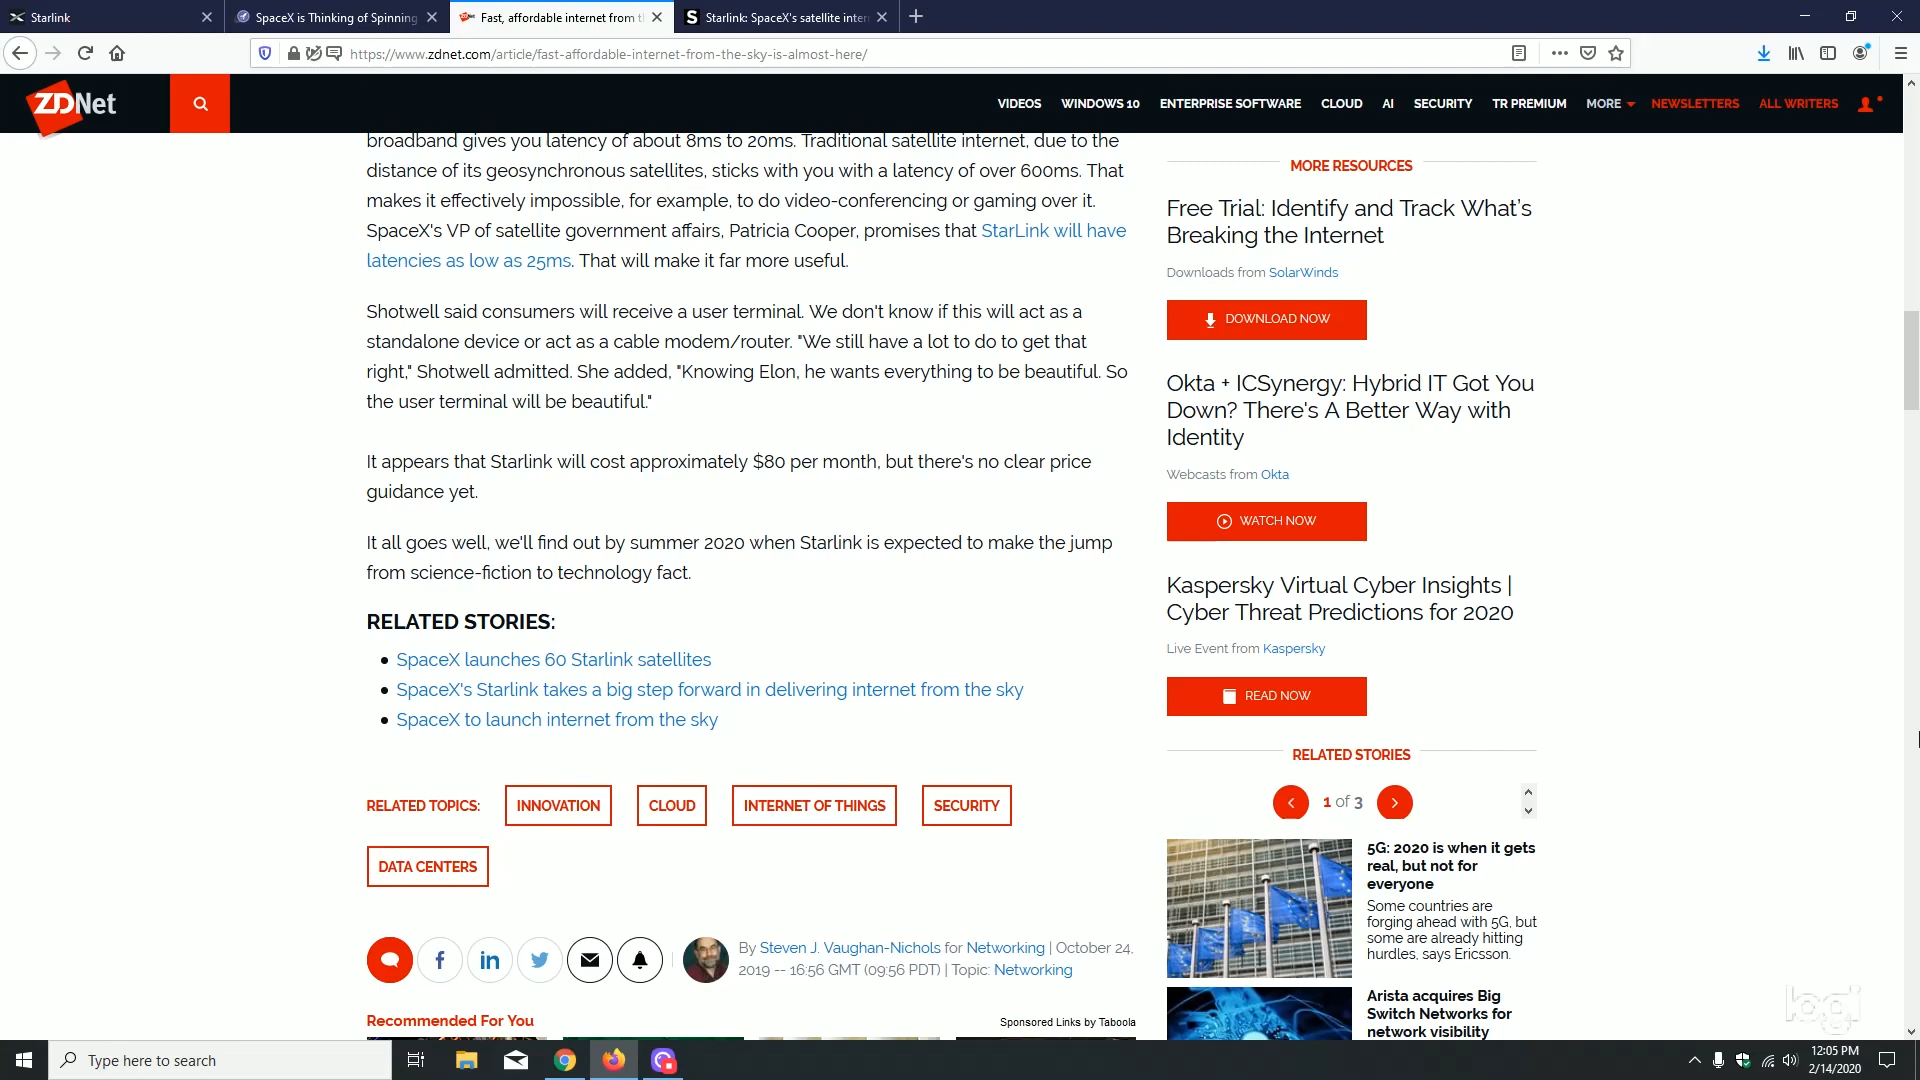 Starlink
SpaceX is Thinking of Spinning
Fast, affordable internet from t
Starlink: SpaceX's satellite inter
https://www.zdnet.com/article/fast-affordable-internet-from-the-sky-is-almost-here/
ZDNet
VIDEOS WINDOWS 10 ENTERPRISE SOFTWARE CLOUD AI SECURITY TR PREMIUM MORE NEWSLETTERS ALL WRITERS
broadband gives you latency of about 8ms to 20ms. Traditional satellite internet, due to the
distance of its geosynchronous satellites, sticks with you with a latency of over 600ms. That
makes it effectively impossible, for example, to do video-conferencing or gaming over it.
SpaceX's VP of satellite government affairs, Patricia Cooper, promises that StarLink will have
latencies as low as 25ms. That will make it far more useful.
Shotwell said consumers will receive a user terminal. We don't know if this will act as a
standalone device or act as a cable modem/router. "We still have a lot to do to get that
right," Shotwell admitted. She added, "Knowing Elon, he wants everything to be beautiful. So
the user terminal will be beautiful."
It appears that Starlink will cost approximately $80 per month, but there's no clear price
guidance yet.
It all goes well, we'll find out by summer 2020 when Starlink is expected to make the jump
from science-fiction to technology fact.
RELATED STORIES:
SpaceX launches 60 Starlink satellites
SpaceX's Starlink takes a big step forward in delivering internet from the sky
SpaceX to launch internet from the sky
RELATED TOPICS: INNOVATION CLOUD INTERNET OF THINGS SECURITY
DATA CENTERS
By Steven J. Vaughan-Nichols for Networking | October 24,
2019 -- 16:56 GMT (09:56 PDT) | Topic: Networking
Recommended For You
Sponsored Links by Taboola
MORE RESOURCES
Free Trial: Identify and Track What's
Breaking the Internet
Downloads from SolarWinds
DOWNLOAD NOW
Okta + ICSynergy: Hybrid IT Got You
Down? There's A Better Way with
Identity
Webcasts from Okta
WATCH NOW
Kaspersky Virtual Cyber Insights |
Cyber Threat Predictions for 2020
Live Event from Kaspersky
READ NOW
RELATED STORIES
1 of 3
5G: 2020 is when it gets
real, but not for
everyone
Some countries are
forging ahead with 5G, but
some are already hitting
hurdles, says Ericsson.
Arista acquires Big
Switch Networks for
network visibility
logi
Type here to search
12:05 PM
2/14/2020